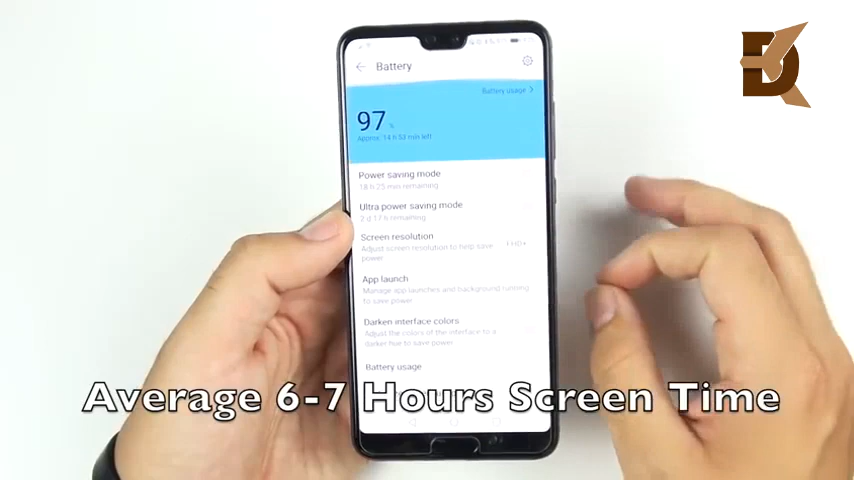 Battery
Battery usage
97 %
Approx. 14 h 53 min left
Power saving mode
18 h 25 min remaining
Ultra power saving mode
2 d 17 h remaining
Screen resolution
Adjust screen resolution to help save
power
FHD+
App launch
Manage app launches and background running
to save power
Darken interface colors
Adjust the colors of the interface to a
darker hue to save power
Battery usage
Average 6-7 Hours Screen Time